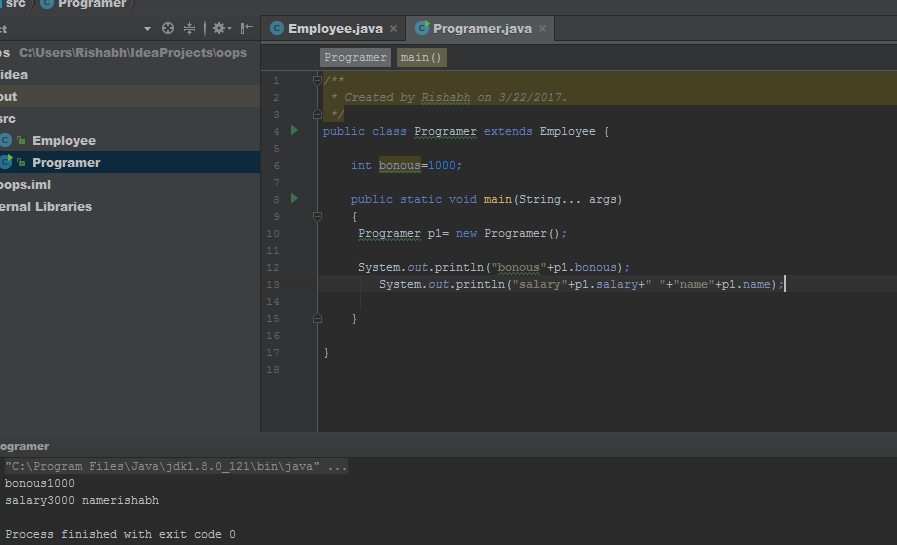 src Programer
ct
ps C:\Users\Rishabh\IdeaProjects\oops
idea
out
src
Employee
Programer
oops.iml
ernal Libraries
Employee.java × Programer.java ×
Programer main()
1 /**
2 * Created by Rishabh on 3/22/2017.
3 */
4 public class Programer extends Employee {
5
6 int bonous=1000;
7
8 public static void main(String... args)
9 {
10 Programer p1= new Programer();
11
12 System.out.println("bonous"+p1.bonous);
13 System.out.println("salary"+p1.salary+" "+"name"+p1.name);
14
15 }
16
17 }
18
ogramer
"C:\Program Files\Java\jdk1.8.0_121\bin\java" ...
bonous1000
salary3000 namerishabh
Process finished with exit code 0